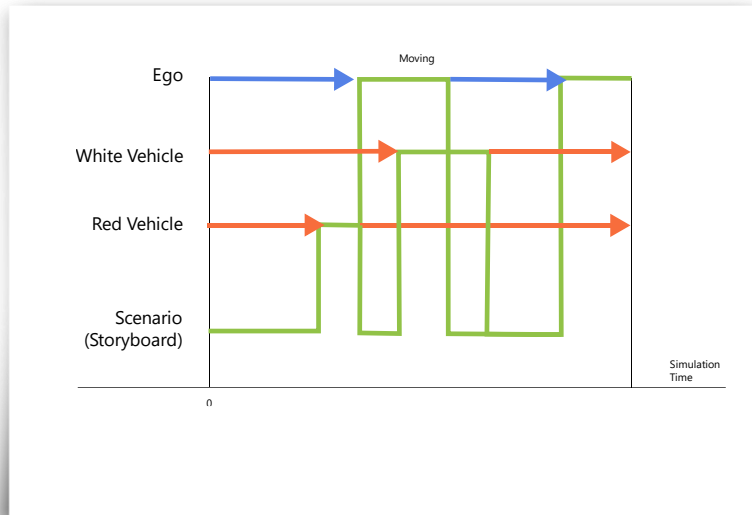 Moving
Ego
White Vehicle
Red Vehicle
Scenario
(Storyboard)
Simulation
Time
0